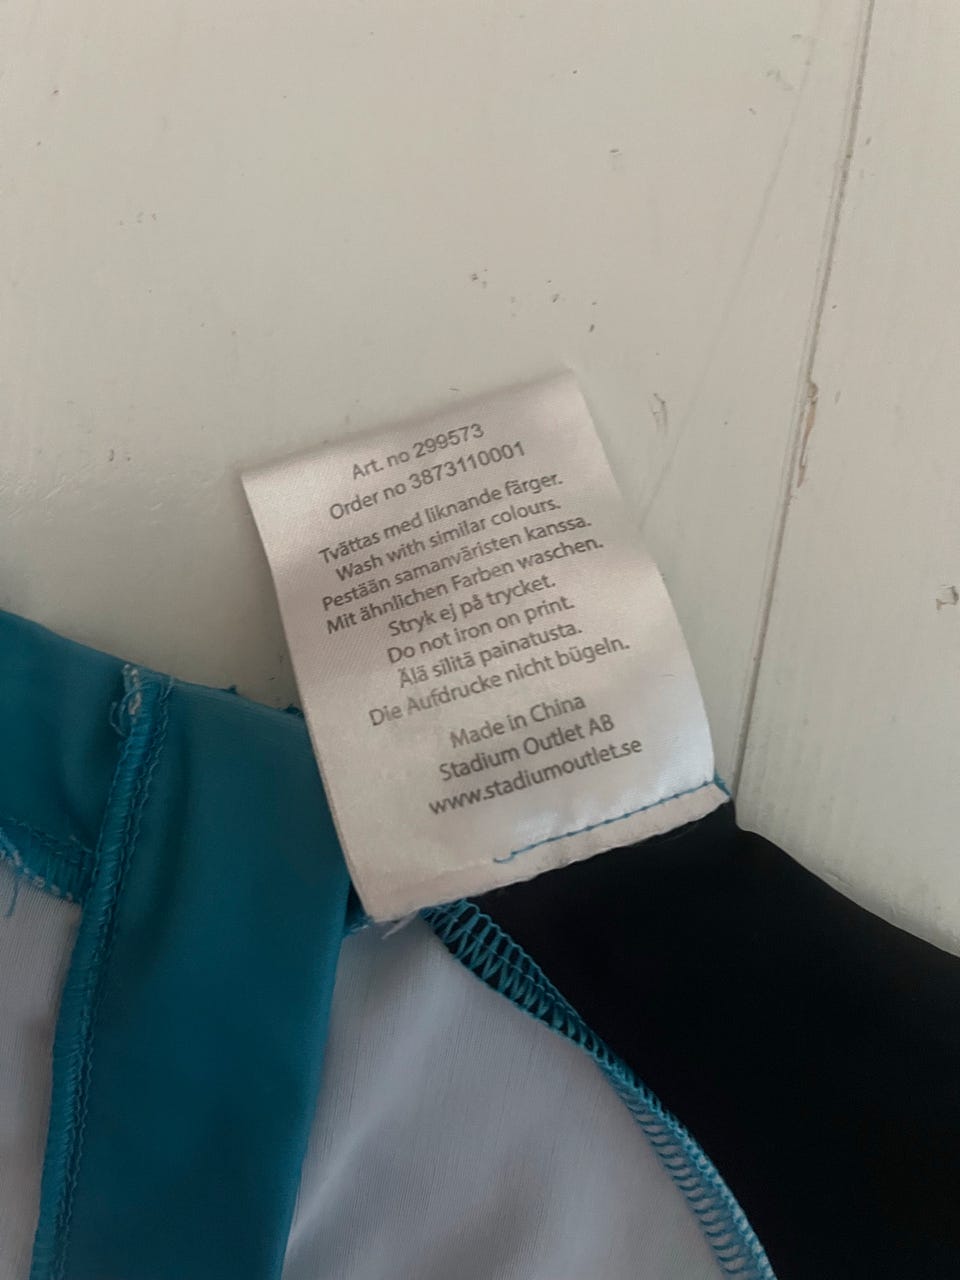 Art. no 299573
Order no 3873110001
Tvättas med liknande färger.
Wash with similar colours.
Pestään samanväristen kanssa.
Mit ähnlichen Farben waschen.
Stryk ej på trycket.
Do not iron on print.
Älä silitä painatusta.
Die Aufdrucke nicht bügeln.
Made in China
Stadium Outlet AB
www.stadiumoutlet.se